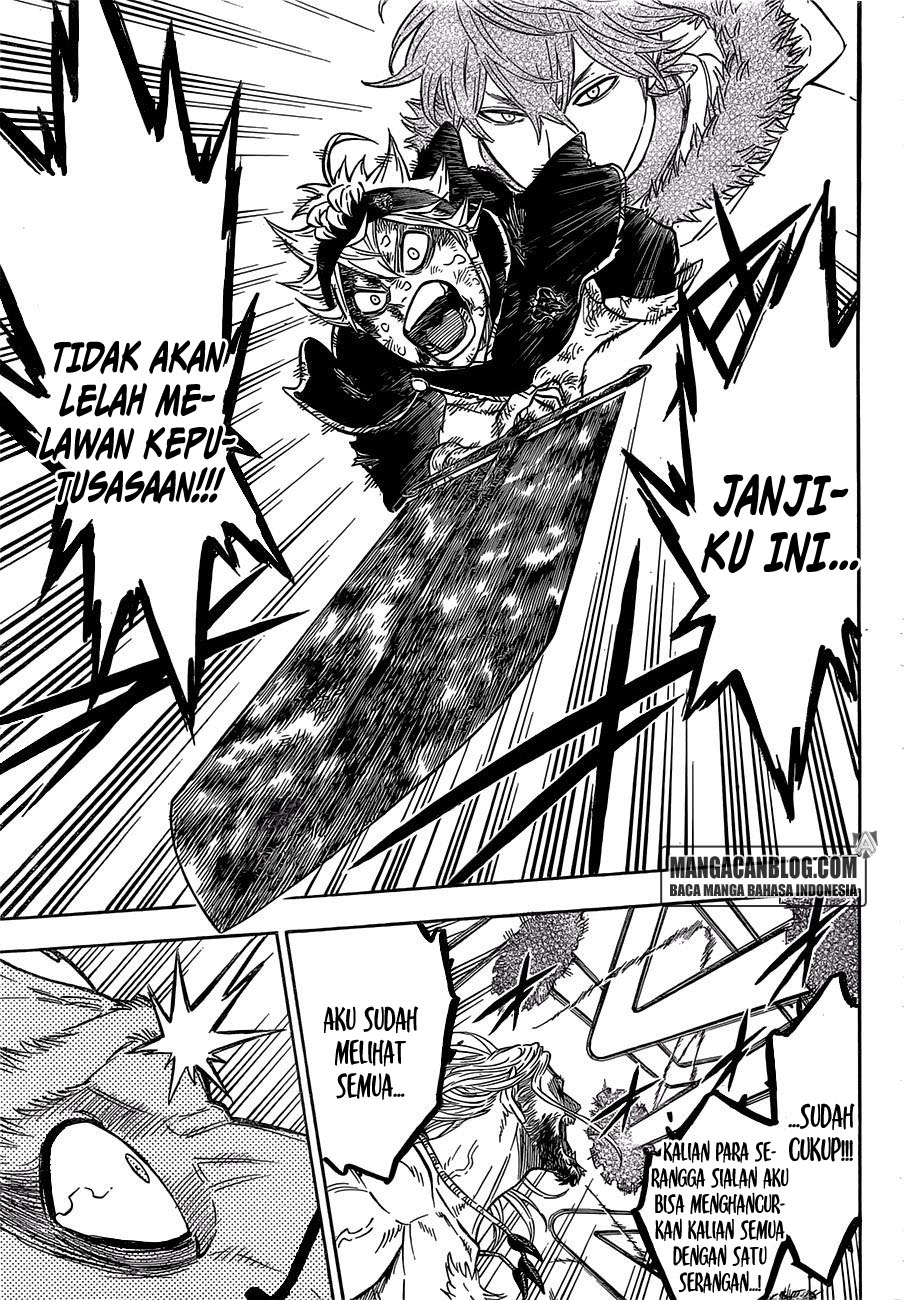 JANJI-
KU INI...
TIDAK AKAN
LELAH ME-
LAWAN KEPU-
TUSASAAN!!!
MANGACANBLOG.COM
BACA MANGA BAHASA INDONESIA
...SUDAH
CUKUP!!!
KALIAN PARA SE-
RANGGA SIALAN AKU
BISA MENGHANCUR-
KAN KALIAN SEMUA
DENGAN SATU
SERANGAN...!
AKU SUDAH
MELIHAT
SEMUA...